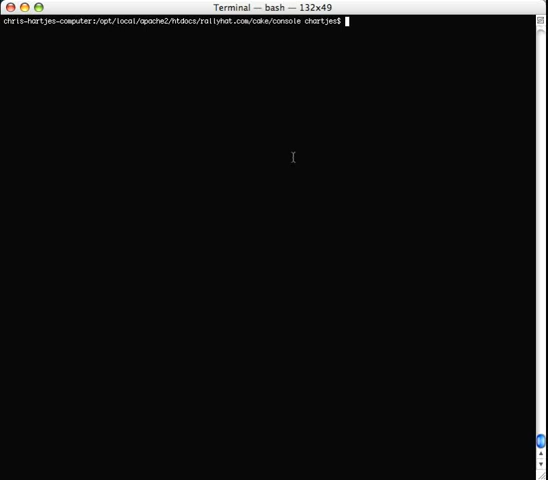 Terminal — bash — 132x49
chris-hartjes-computer:/opt/local/apache2/htdocs/rallyhat.com/cake/console chartjes$